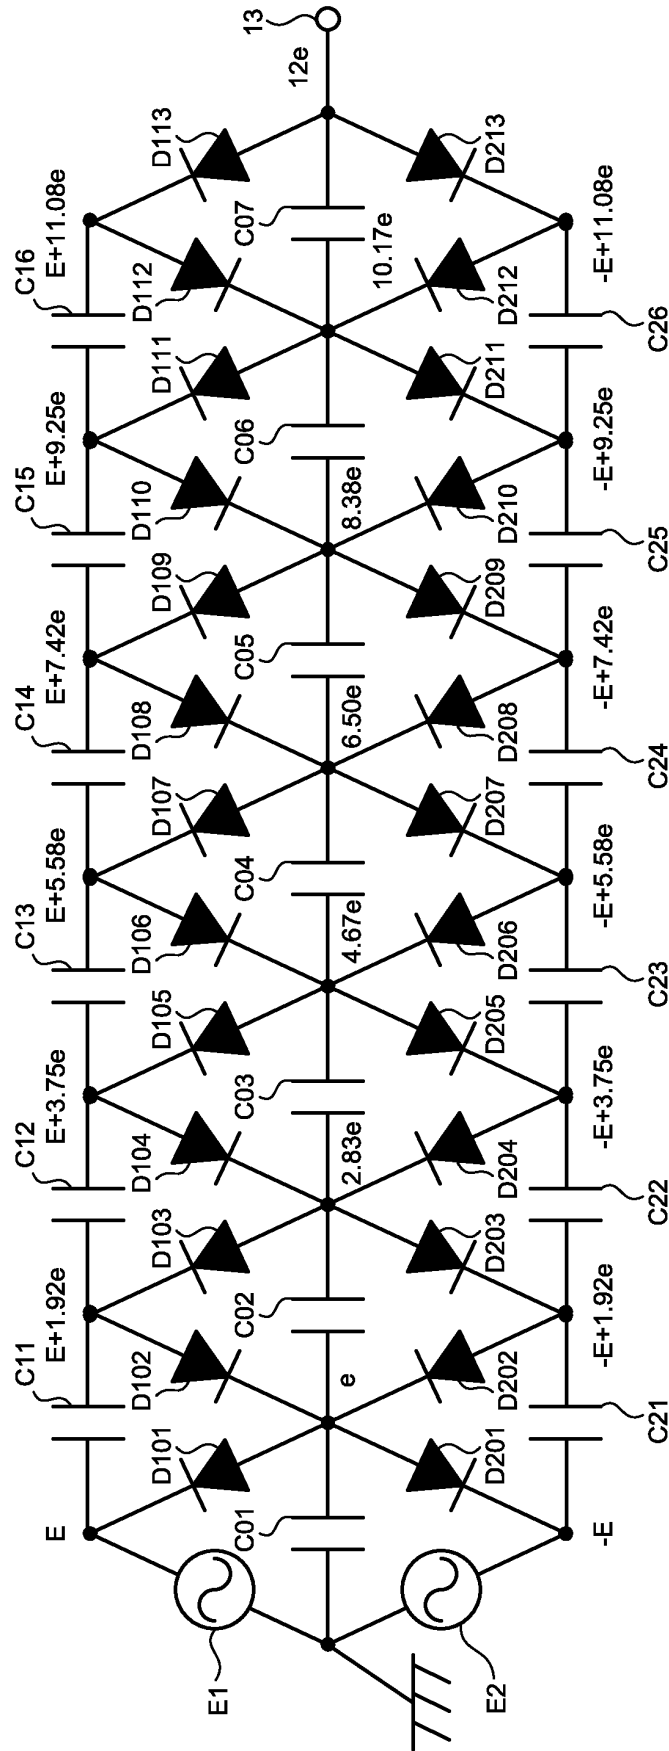 13
12e
D113
D213
E+11.08e
-E+11.08e
C16
C07
C26
D112
10.17e
D212
D111
D211
E+9.25e
-E+9.25e
C15
C06
C25
D110
8.38e
D210
D109
D209
E+7.42e
-E+7.42e
C14
C05
C24
D108
6.50e
D208
D107
D207
E+5.58e
-E+5.58e
C13
C04
C23
D106
4.67e
D206
D105
D205
E+3.75e
-E+3.75e
C12
C03
C22
D104
2.83e
D204
D103
D203
E+1.92e
-E+1.92e
C11
C02
C21
D102
e
D202
D101
D201
E
C01
-E
E1
E2